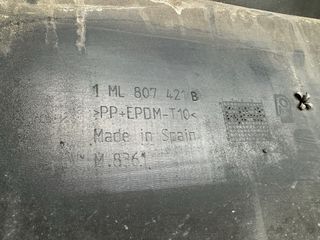 1 ML 807 421 B
>PP+EPDM-T10<
Made in Spain
M.8361